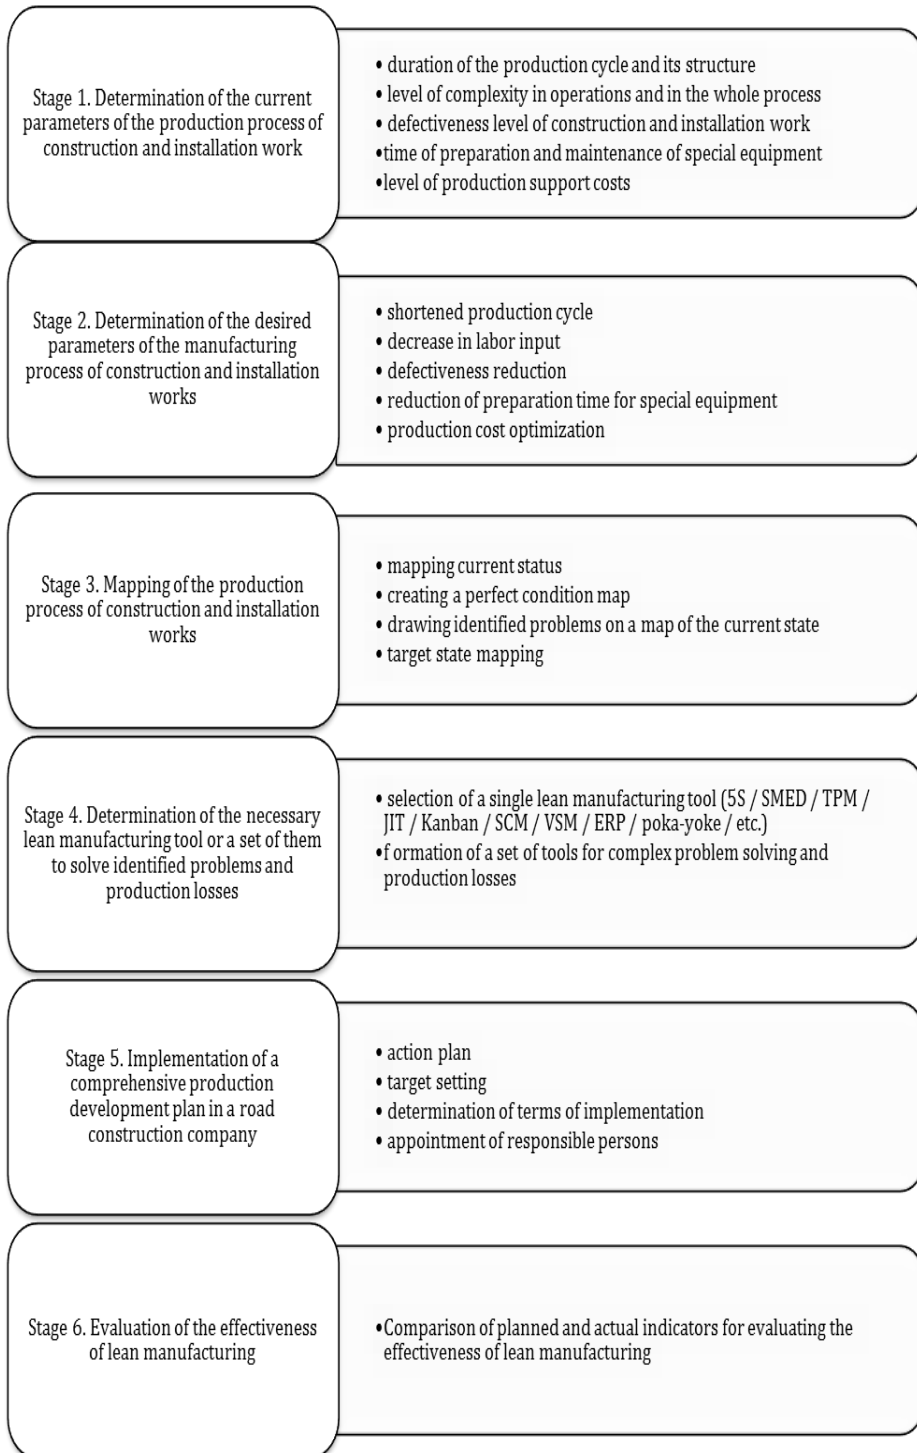 Stage 1. Determination of the current
parameters of the production process of
construction and installation work
• duration of the production cycle and its structure
• level of complexity in operations and in the whole process
• defectiveness level of construction and installation work
•time of preparation and maintenance of special equipment
•level of production support costs
Stage 2. Determination of the desired
parameters of the manufacturing
process of construction and installation
works
• shortened production cycle
• decrease in labor input
• defectiveness reduction
• reduction of preparation time for special equipment
• production cost optimization
Stage 3. Mapping of the production
process of construction and installation
works
• mapping current status
• creating a perfect condition map
• drawing identified problems on a map of the current state
• target state mapping
Stage 4. Determination of the necessary
lean manufacturing tool or a set of them
to solve identified problems and
production losses
• selection of a single lean manufacturing tool (5S / SMED / TPM /
JIT / Kanban / SCM / VSM / ERP / poka-yoke / etc.)
•f ormation of a set of tools for complex problem solving and
production losses
Stage 5. Implementation of a
comprehensive production
development plan in a road
construction company
• action plan
• target setting
• determination of terms of implementation
• appointment of responsible persons
Stage 6. Evaluation of the effectiveness
of lean manufacturing
•Comparison of planned and actual indicators for evaluating the
effectiveness of lean manufacturing